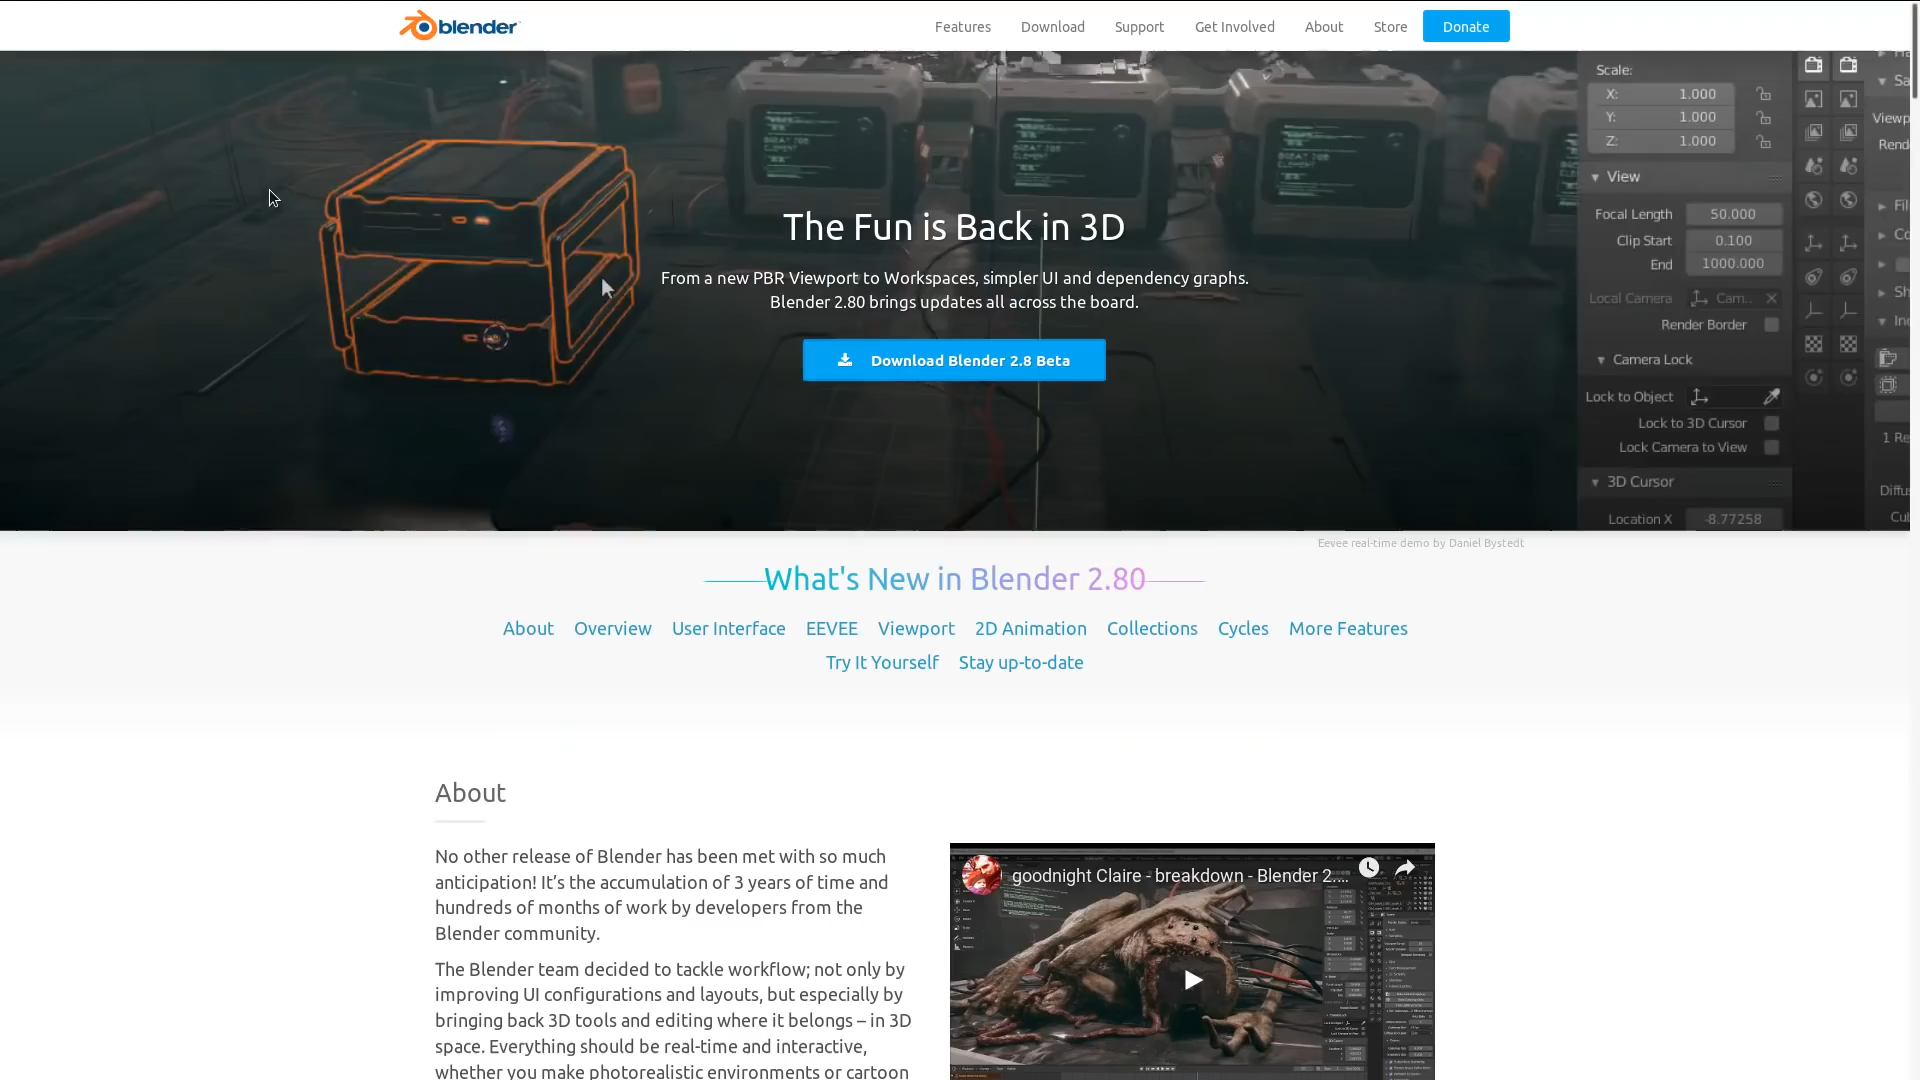 blender
Features Download Support Get Involved About Store Donate
Scale:
X: 1.000
Y: 1.000
Z: 1.000
View
Focal Length 50.000
Clip Start 0.100
End 1000.000
Local Camera Cam..
Render Border
Camera Lock
Lock to Object
Lock to 3D Cursor
Lock Camera to View
3D Cursor
Location X -8.77258
The Fun is Back in 3D
From a new PBR Viewport to Workspaces, simpler UI and dependency graphs.
Blender 2.80 brings updates all across the board.
Download Blender 2.8 Beta
Eevee real-time demo by Daniel Bystedt
What's New in Blender 2.80
About Overview User Interface EEVEE Viewport 2D Animation Collections Cycles More Features
Try It Yourself Stay up-to-date
About
No other release of Blender has been met with so much
anticipation! It’s the accumulation of 3 years of time and
hundreds of months of work by developers from the
Blender community.
The Blender team decided to tackle workflow; not only by
improving UI configurations and layouts, but especially by
bringing back 3D tools and editing where it belongs – in 3D
space. Everything should be real-time and interactive,
whether you make photorealistic environments or cartoon
goodnight Claire - breakdown - Blender 2....